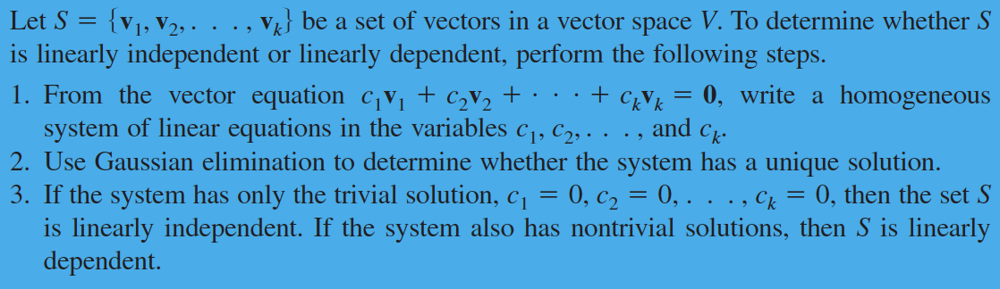 Let S = {v₁, v₂, . . . , vₖ} be a set of vectors in a vector space V. To determine whether S
is linearly independent or linearly dependent, perform the following steps.
1. From the vector equation c₁v₁ + c₂v₂ + · · · + cₖvₖ = 0, write a homogeneous
system of linear equations in the variables c₁, c₂, . . . , and cₖ.
2. Use Gaussian elimination to determine whether the system has a unique solution.
3. If the system has only the trivial solution, c₁ = 0, c₂ = 0, . . . , cₖ = 0, then the set S
is linearly independent. If the system also has nontrivial solutions, then S is linearly
dependent.